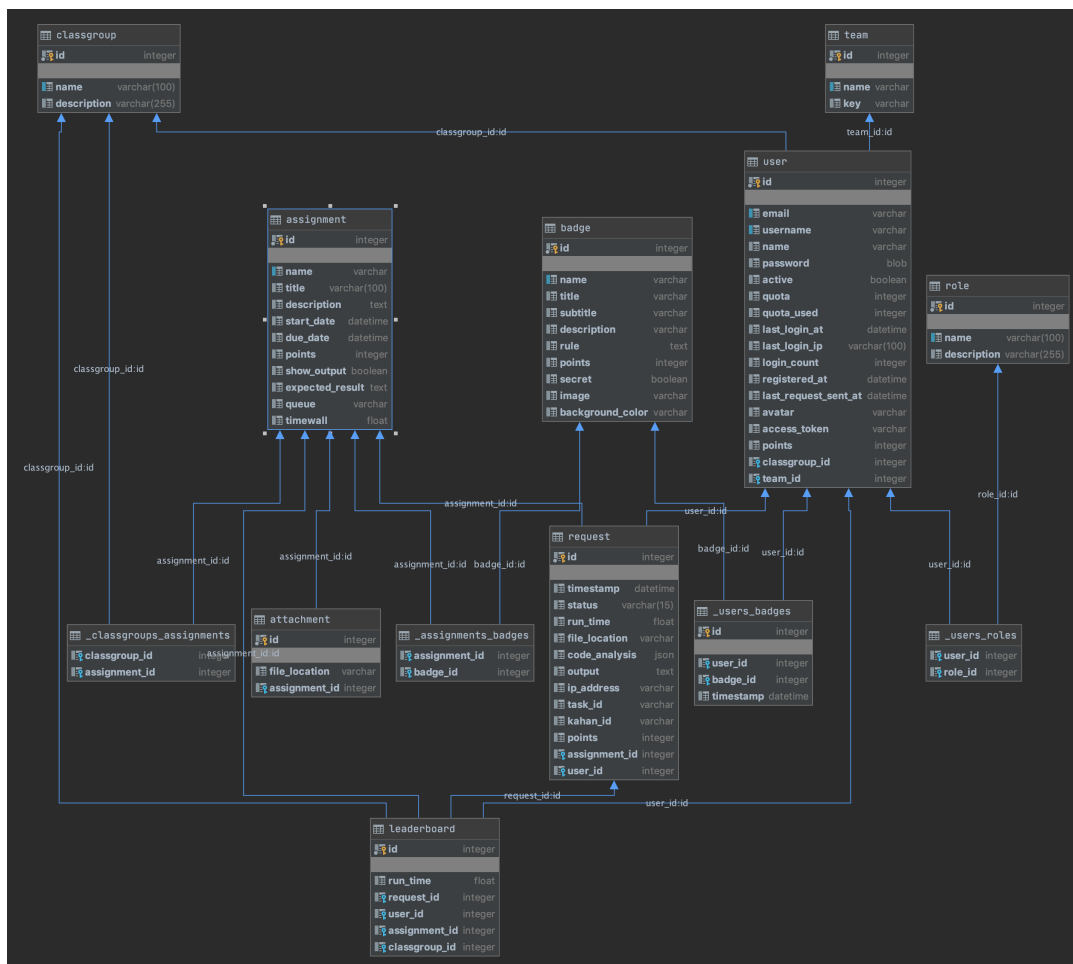 classgroup
id integer
name varchar(100)
description varchar(255)
team
id integer
name varchar
key varchar
classgroup_id:id
team_id:id
user
id integer
email varchar
username varchar
name varchar
password blob
active boolean
quota integer
quota_used integer
last_login_at datetime
last_login_ip varchar(100)
login_count integer
registered_at datetime
last_request_sent_at datetime
avatar varchar
access_token varchar
points integer
classgroup_id integer
team_id integer
assignment
id integer
name varchar
title varchar(100)
description text
start_date datetime
due_date datetime
points integer
show_output boolean
expected_result text
queue varchar
timewall float
badge
id integer
name varchar
title varchar
subtitle varchar
description varchar
rule text
points integer
secret boolean
image varchar
background_color varchar
role
id integer
name varchar(100)
description varchar(255)
classgroup_id:id
classgroup_id:id
assignment_id:id
user_id:id
role_id:id
assignment_id:id
assignment_id:id
assignment_id:id
badge_id:id
badge_id:id
user_id:id
user_id:id
request
id integer
timestamp datetime
status varchar(15)
run_time float
file_location varchar
code_analysis json
output text
ip_address varchar
task_id varchar
kahan_id varchar
points integer
assignment_id integer
user_id integer
_classgroups_assignments
classgroup_id integer
assignment_id integer
assignment_id:id
attachment
id integer
file_location varchar
assignment_id integer
_assignments_badges
assignment_id integer
badge_id integer
_users_badges
id integer
user_id integer
badge_id integer
timestamp datetime
_users_roles
user_id integer
role_id integer
request_id:id
user_id:id
leaderboard
id integer
run_time float
request_id integer
user_id integer
assignment_id integer
classgroup_id integer